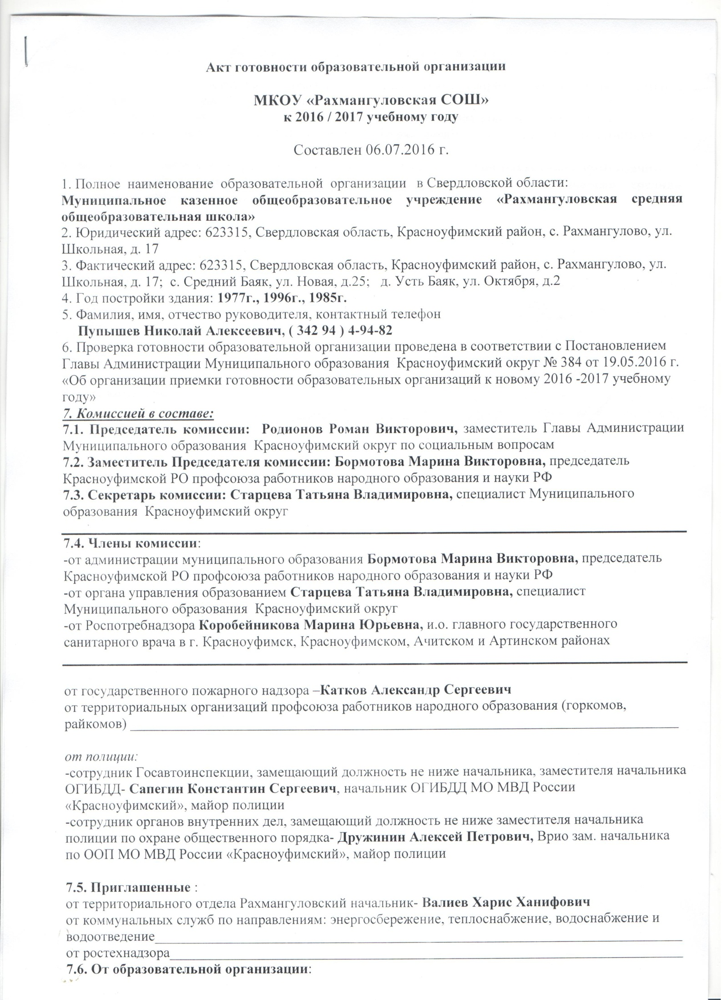 Акт готовности образовательной организации
МКОУ «Рахмангуловская СОШ»
к 2016 / 2017 учебному году
Составлен 06.07.2016 г.
1. Полное наименование образовательной организации в Свердловской области:
Муниципальное казенное общеобразовательное учреждение «Рахмангуловская средняя
общеобразовательная школа»
2. Юридический адрес: 623315, Свердловская область, Красноуфимский район, с. Рахмангулово, ул.
Школьная, д. 17
3. Фактический адрес: 623315, Свердловская область, Красноуфимский район, с. Рахмангулово, ул.
Школьная, д. 17; с. Средний Баяк, ул. Новая, д.25; д. Усть Баяк, ул. Октября, д.2
4. Год постройки здания: 1977г., 1996г., 1985г.
5. Фамилия, имя, отчество руководителя, контактный телефон
Пупышев Николай Алексеевич, ( 342 94 ) 4-94-82
6. Проверка готовности образовательной организации проведена в соответствии с Постановлением
Главы Администрации Муниципального образования Красноуфимский округ № 384 от 19.05.2016 г.
«Об организации приемки готовности образовательных организаций к новому 2016 -2017 учебному
году»
7. Комиссией в составе:
7.1. Председатель комиссии: Родионов Роман Викторович, заместитель Главы Администрации
Муниципального образования Красноуфимский округ по социальным вопросам
7.2. Заместитель Председателя комиссии: Бормотова Марина Викторовна, председатель
Красноуфимской РО профсоюза работников народного образования и науки РФ
7.3. Секретарь комиссии: Старцева Татьяна Владимировна, специалист Муниципального
образования Красноуфимский округ
7.4. Члены комиссии:
-от администрации муниципального образования Бормотова Марина Викторовна, председатель
Красноуфимской РО профсоюза работников народного образования и науки РФ
-от органа управления образованием Старцева Татьяна Владимировна, специалист
Муниципального образования Красноуфимский округ
-от Роспотребнадзора Коробейникова Марина Юрьевна, и.о. главного государственного
санитарного врача в г. Красноуфимск, Красноуфимском, Ачитском и Артинском районах
от государственного пожарного надзора –Катков Александр Сергеевич
от территориальных организаций профсоюза работников народного образования (горкомов,
райкомов)
от полиции:
-сотрудник Госавтоинспекции, замещающий должность не ниже начальника, заместителя начальника
ОГИБДД- Сапегин Константин Сергеевич, начальник ОГИБДД МО МВД России
«Красноуфимский», майор полиции
-сотрудник органов внутренних дел, замещающий должность не ниже заместителя начальника
полиции по охране общественного порядка- Дружинин Алексей Петрович, Врио зам. начальника
по ООП МО МВД России «Красноуфимский», майор полиции
7.5. Приглашенные :
от территориального отдела Рахмангуловский начальник- Валиев Харис Ханифович
от коммунальных служб по направлениям: энергосбережение, теплоснабжение, водоснабжение и
водоотведение
от ростехнадзора
7.6. От образовательной организации: